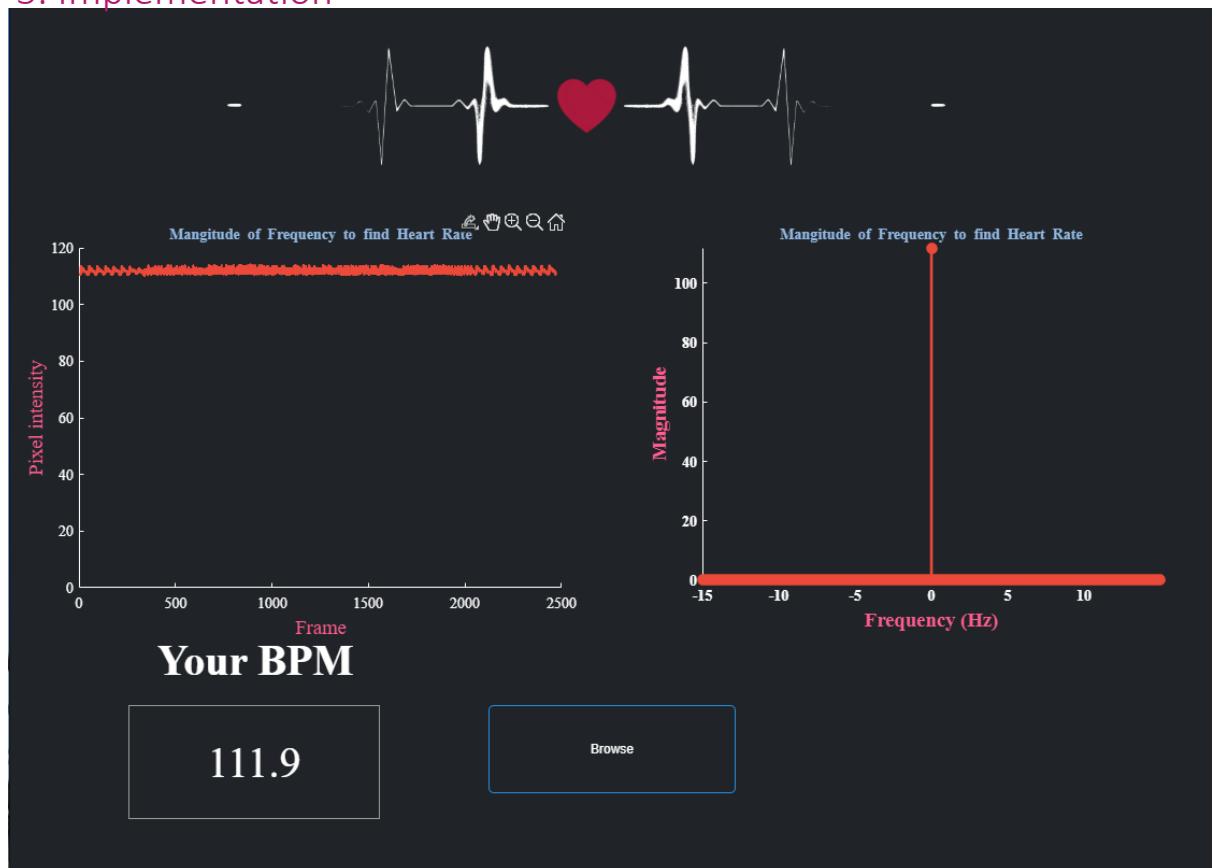 5. Implementation
Mangitude of Frequency to find Heart Rate
120
100
80
60
40
20
0
Pixel intensity
0 500 1000 1500 2000 2500
Frame
Mangitude of Frequency to find Heart Rate
100
80
60
40
20
0
Magnitude
-15 -10 -5 0 5 10
Frequency (Hz)
Your BPM
111.9
Browse